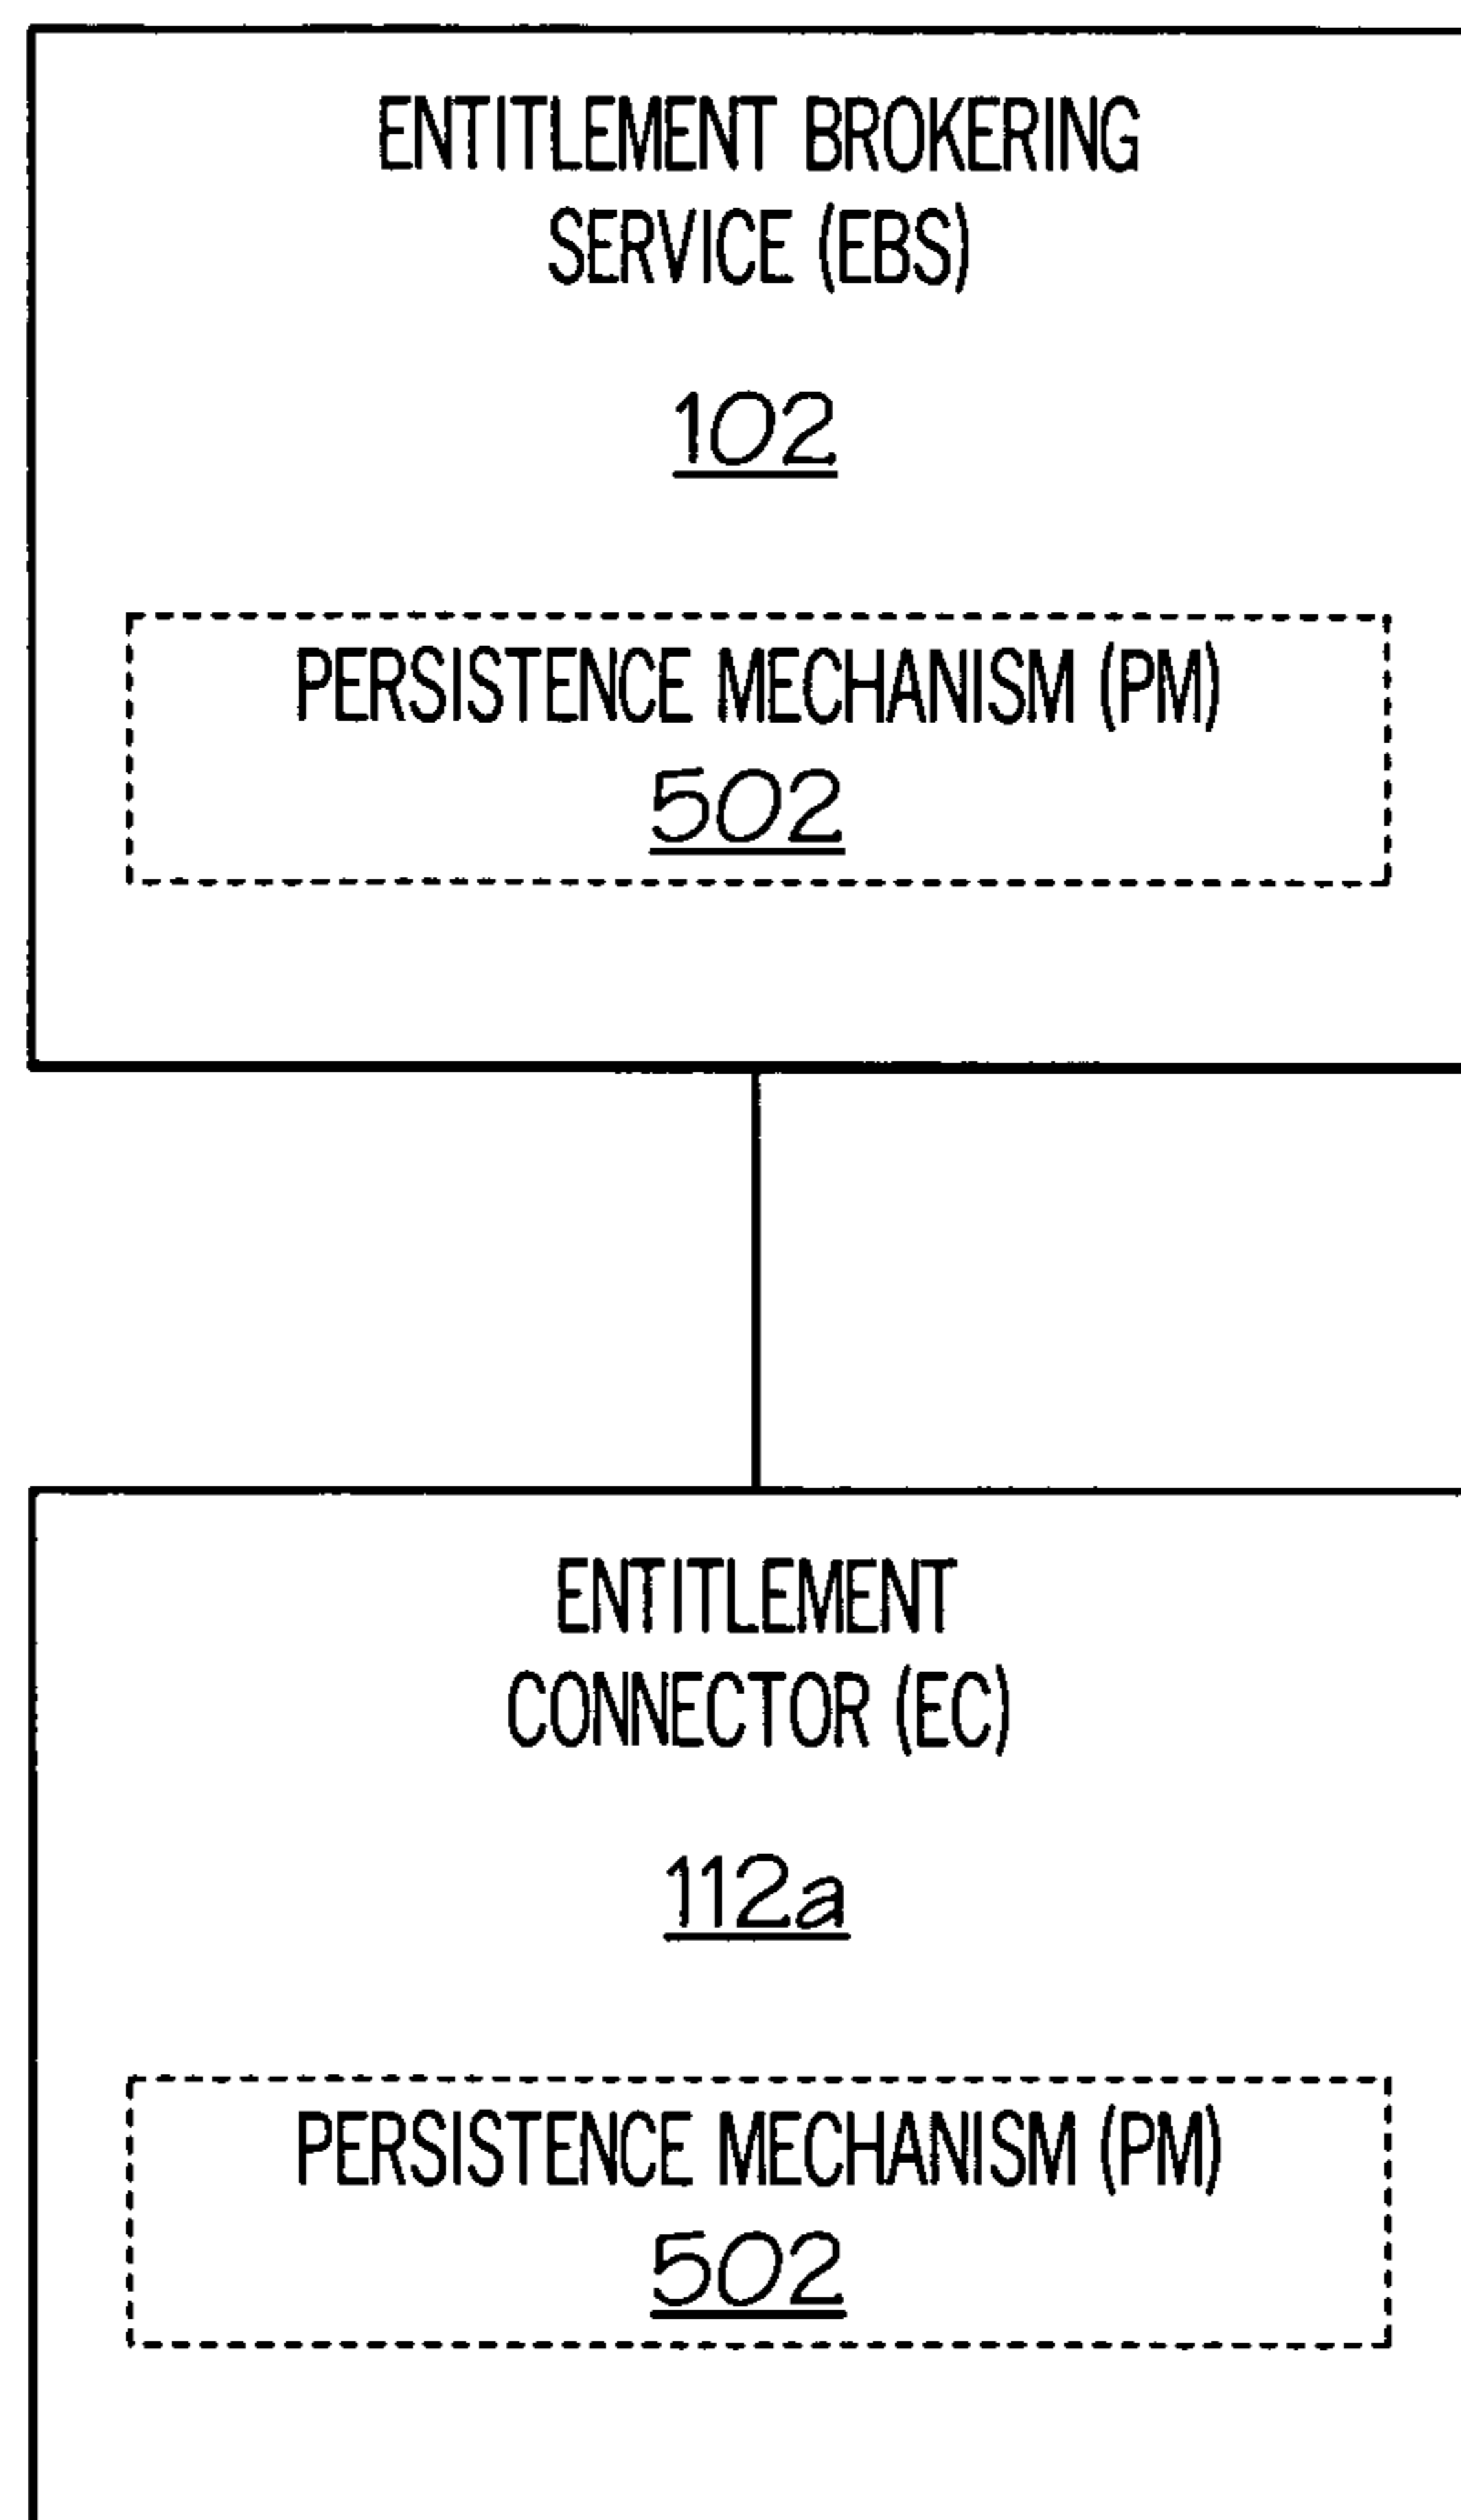 ENTITLEMENT BROKERING
SERVICE (EBS)
102
PERSISTENCE MECHANISM (PM)
502
ENTITLEMENT
CONNECTOR (EC)
112a
PERSISTENCE MECHANISM (PM)
502